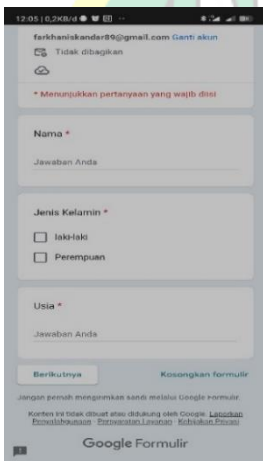 12:05 | 0,2KB/d
farkhaniskandar89@gmail.com Ganti akun
Tidak dibagikan
* Menunjukkan pertanyaan yang wajib diisi
Nama *
Jawaban Anda
Jenis Kelamin *
laki-laki
Perempuan
Usia *
Jawaban Anda
Berikutnya Kosongkan formulir
Jangan pernah mengirimkan sandi melalui Google Formulir.
Konten ini tidak dibuat atau didukung oleh Google. Laporkan
Penyalahgunaan - Persyaratan Layanan - Kebijakan Privasi
Google Formulir